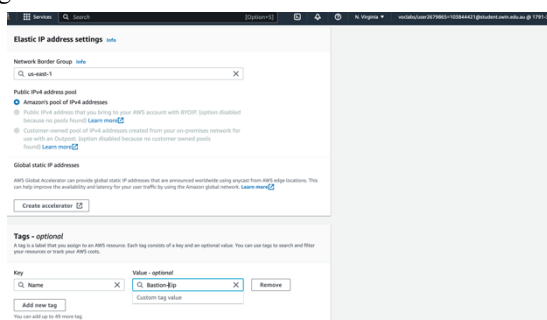 Services
Search
[Option+S]
N. Virginia
voclabs/user2679865=103844421@student.swin.edu.au @ 1791-
Elastic IP address settings Info
Network Border Group Info
us-east-1
Public IPv4 address pool
Amazon's pool of IPv4 addresses
Public IPv4 address that you bring to your AWS account with BYOIP. (option disabled
because no pools found) Learn more
Customer-owned pool of IPv4 addresses created from your on-premises network for
use with an Outpost. (option disabled because no customer owned pools
found) Learn more
Global static IP addresses
AWS Global Accelerator can provide global static IP addresses that are announced worldwide using anycast from AWS edge locations. This
can help improve the availability and latency for your user traffic by using the Amazon global network. Learn more
Create accelerator
Tags - optional
A tag is a label that you assign to an AWS resource. Each tag consists of a key and an optional value. You can use tags to search and filter
your resources or track your AWS costs.
Key Value - optional
Name Bastion-Eip Remove
Custom tag value
Add new tag
You can add up to 49 more tag